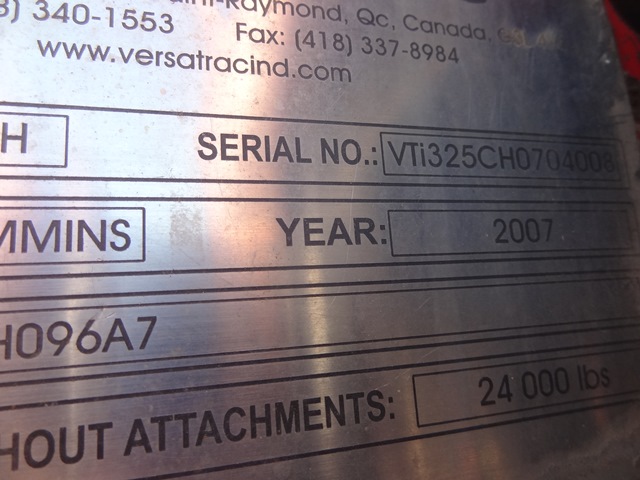 -Raymond, Qc, Canada,
8) 340-1553 Fax: (418) 337-8984
www.versatracind.com
H SERIAL NO.: VTi325CH0704008
MMINS YEAR: 2007
H096A7
HOUT ATTACHMENTS: 24 000 lbs